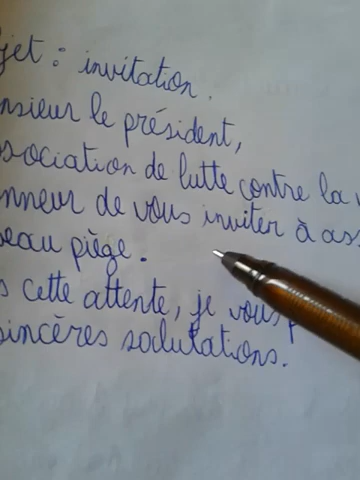 jet : invitation.
nsieur le président,
sociation de lutte contre la v
nneur de vous inviter à ass
eau piège.
s cette attente, je vous p
sincères salutations.